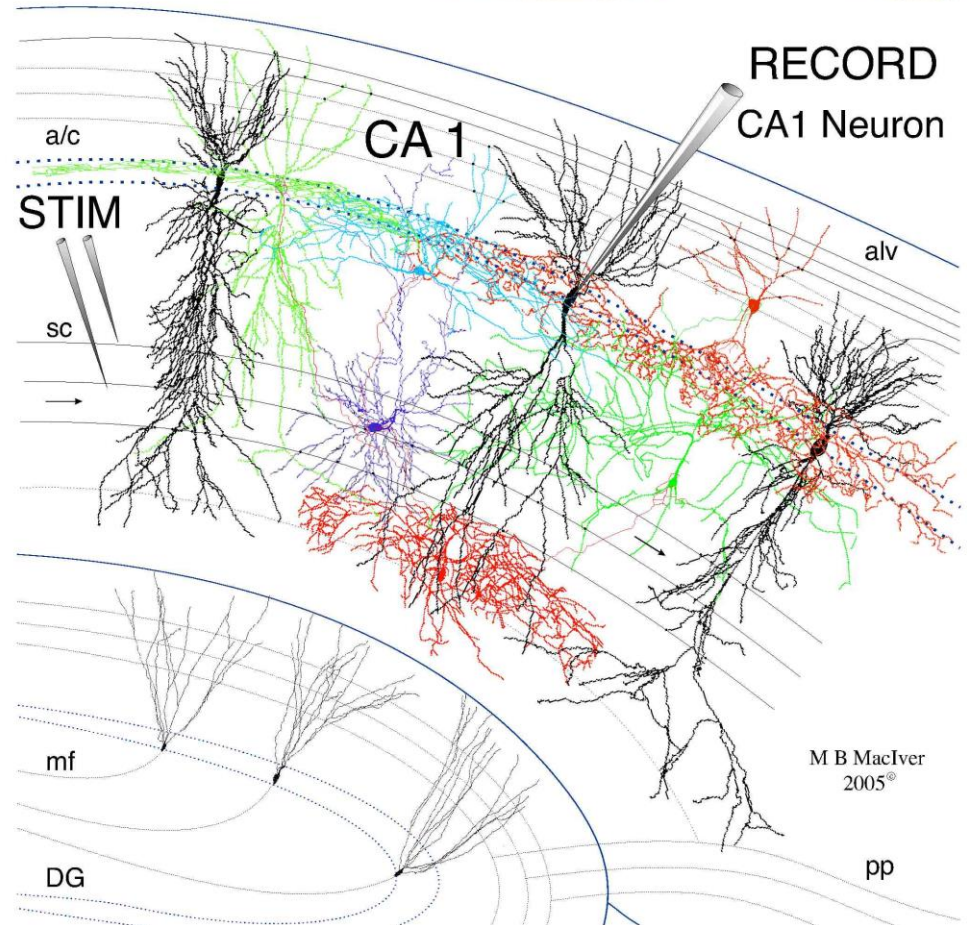 RECORD
CA1 Neuron
CA 1
a/c
STIM
alv
sc
mf
M B MacIver
2005©
DG
pp